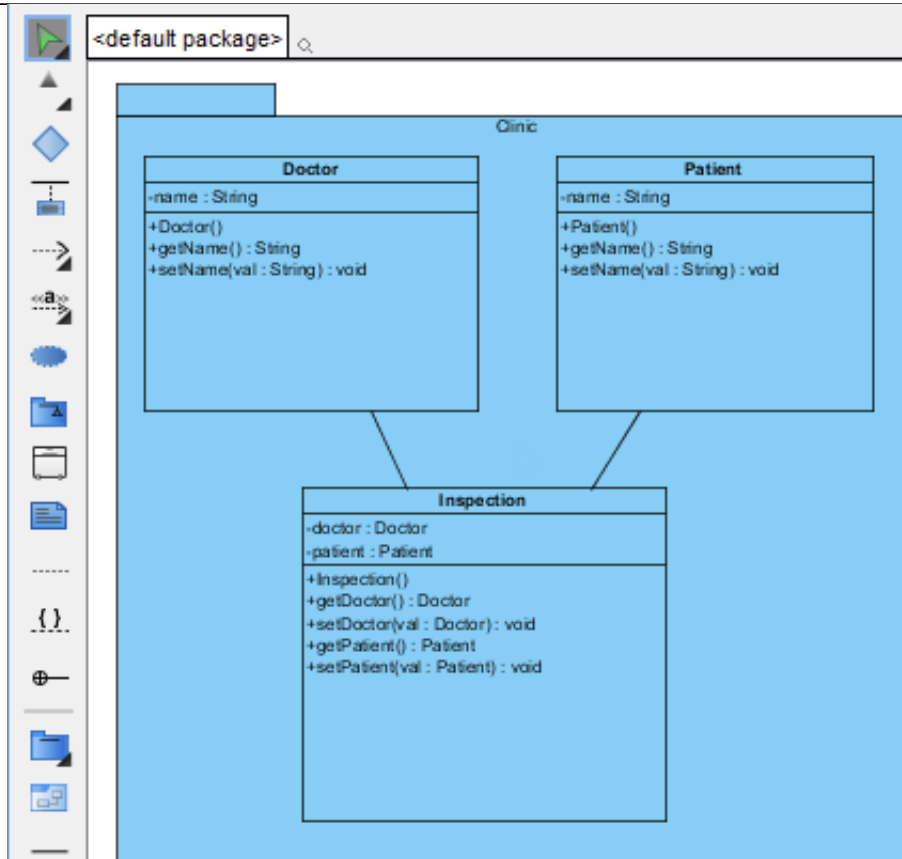 <default package>
Clinic
Doctor
-name : String
+Doctor()
+getName() : String
+setName(val : String) : void
Patient
-name : String
+Patient()
+getName() : String
+setName(val : String) : void
Inspection
-doctor : Doctor
-patient : Patient
+Inspection()
+getDoctor() : Doctor
+setDoctor(val : Doctor) : void
+getPatient() : Patient
+setPatient(val : Patient) : void
<<a>>
{ }